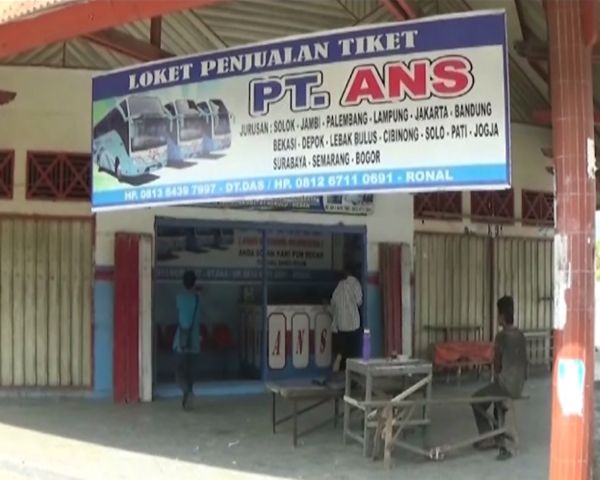 LOKET PENJUALAN TIKET
PT. ANS
JURUSAN : SOLOK - JAMBI - PALEMBANG - LAMPUNG - JAKARTA - BANDUNG
BEKASI - DEPOK - LEBAK BULUS - CIBINONG - SOLO - PATI - JOGJA
SURABAYA - SEMARANG - BOGOR
HP. 0813 6439 7997 - DT.DAS / HP. 0812 6711 0691 - RONAL
ANS